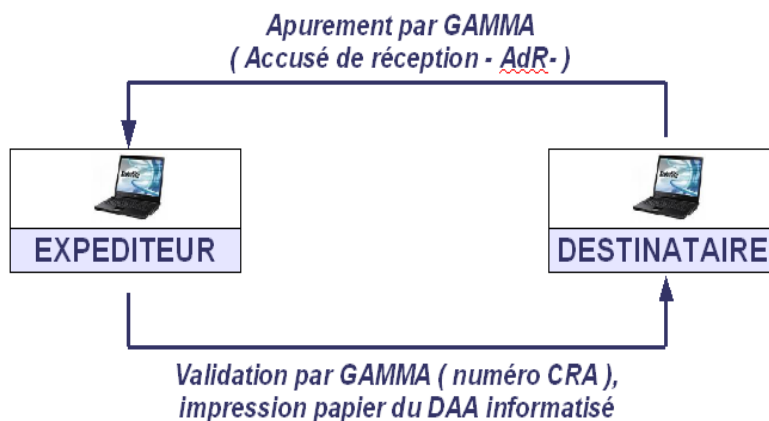 Apurement par GAMMA
( Accusé de réception - AdR- )
EXPEDITEUR
DESTINATAIRE
Validation par GAMMA ( numéro CRA ),
impression papier du DAA informatisé